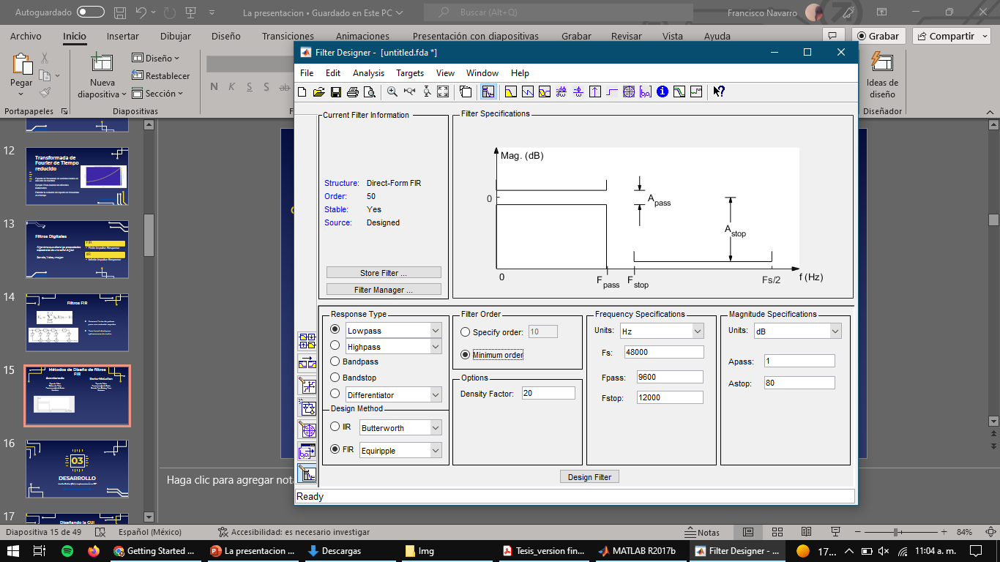 Autoguardado
La presentacion • Guardado en Este PC
Buscar (Alt+Q)
Francisco Navarro
Archivo Inicio Insertar Dibujar Diseño Transiciones Animaciones Presentación con diapositivas Grabar Revisar Vista Ayuda
Grabar
Compartir
Pegar
Portapapeles
Nueva diapositiva
Diseño
Restablecer
Sección
Diapositivas
N K S S ab
Ideas de diseño
Diseñador
Filter Designer - [untitled.fda *]
File Edit Analysis Targets View Window Help
Current Filter Information
Structure: Direct-Form FIR
Order: 50
Stable: Yes
Source: Designed
Store Filter ...
Filter Manager ...
Filter Specifications
Mag. (dB)
0
A pass
A stop
0
F pass
F stop
Fs/2
f (Hz)
Response Type
Lowpass
Highpass
Bandpass
Bandstop
Differentiator
Design Method
IIR Butterworth
FIR Equiripple
Filter Order
Specify order: 10
Minimum order
Options
Density Factor: 20
Frequency Specifications
Units: Hz
Fs: 48000
Fpass: 9600
Fstop: 12000
Magnitude Specifications
Units: dB
Apass: 1
Astop: 80
Design Filter
Ready
12
Transformada de
Fourier de Tiempo
reducido
13
Filtros Digitales
14
Filtros FIR
15
Métodos de Diseño de filtros
FIR
16
03
DESARROLLO
17
Diseñando la GUI
Haga clic para agregar nota
Diapositiva 15 de 49
Español (México)
Accesibilidad: es necesario investigar
Notas
84%
Getting Started ...
La presentacion ...
Descargas
Img
Tesis_version fin...
MATLAB R2017b
Filter Designer - ...
17...
11:04 a. m.